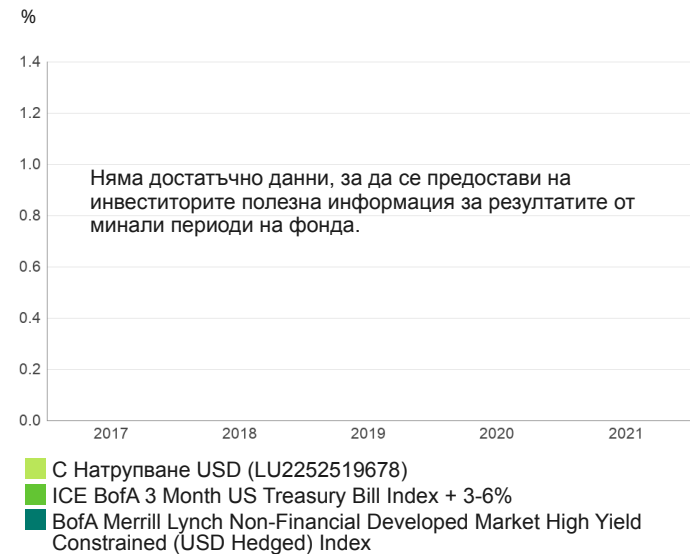 %
1.4
1.2
1.0
Няма достатъчно данни, за да се предостави на
инвеститорите полезна информация за резултатите от
0.8
минали периоди на фонда.
0.6
0.4
0.2
0.0
2017 2018 2019 2020 2021
C Натрупване USD (LU2252519678)
ICE BofA 3 Month US Treasury Bill Index + 3-6%
BofA Merrill Lynch Non-Financial Developed Market High Yield
Constrained (USD Hedged) Index